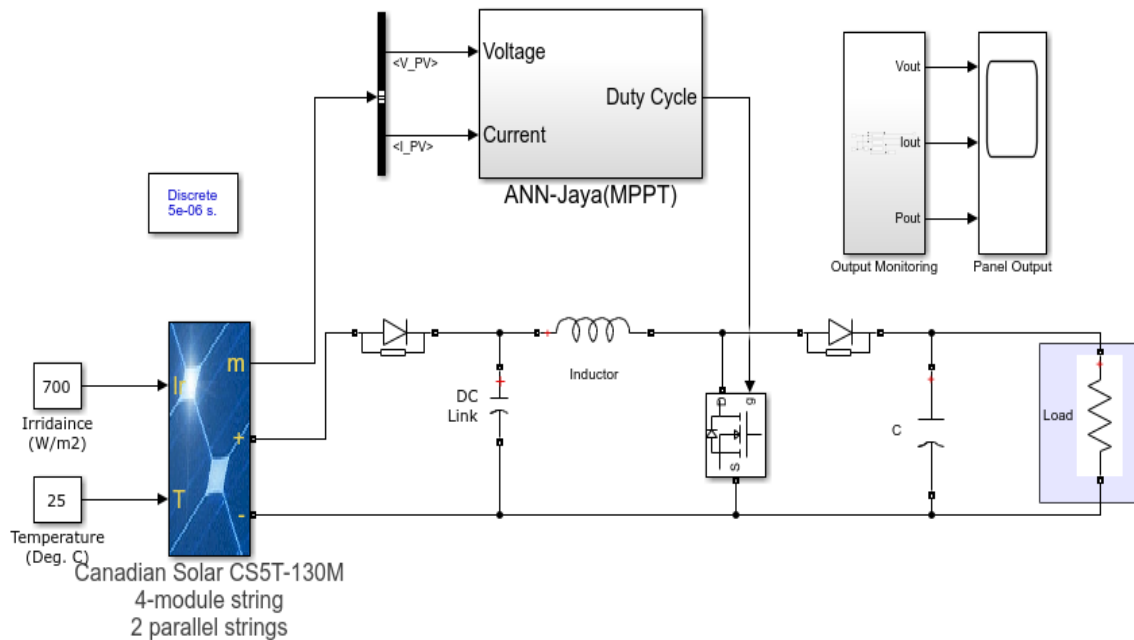 Voltage
<V_PV>
Duty Cycle
Current
<I_PV>
ANN-Jaya(MPPT)
Vout
Iout
Pout
Output Monitoring
Panel Output
Discrete
5e-06 s.
700
Irridaince
(W/m2)
25
Temperature
(Deg. C)
Ir
T
m
+
-
Canadian Solar CS5T-130M
4-module string
2 parallel strings
DC
Link
Inductor
D
g
S
C
Load